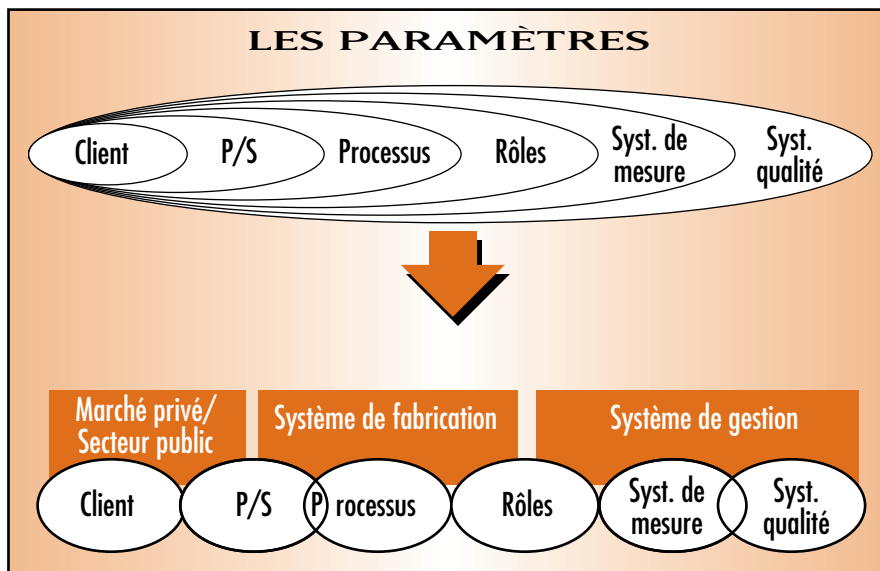 LES PARAMÈTRES
Client
P/S
Processus
Rôles
Syst. de
mesure
Syst.
qualité
Marché privé/
Secteur public
Système de fabrication
Système de gestion
Client
P/S
Processus
Rôles
Syst. de
mesure
Syst.
qualité